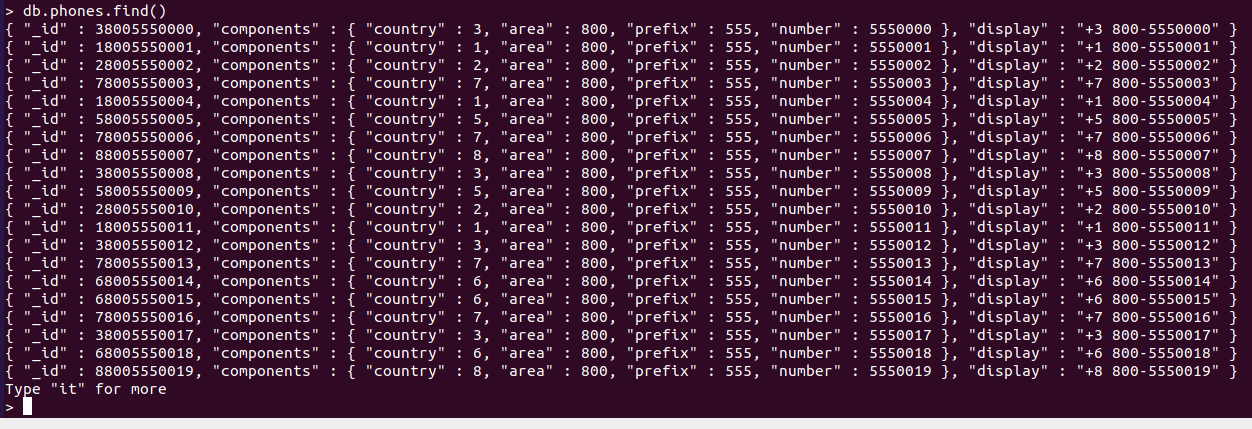 > db.phones.find()
{ "_id" : 38005550000, "components" : { "country" : 3, "area" : 800, "prefix" : 555, "number" : 5550000 }, "display" : "+3 800-5550000" }
{ "_id" : 18005550001, "components" : { "country" : 1, "area" : 800, "prefix" : 555, "number" : 5550001 }, "display" : "+1 800-5550001" }
{ "_id" : 28005550002, "components" : { "country" : 2, "area" : 800, "prefix" : 555, "number" : 5550002 }, "display" : "+2 800-5550002" }
{ "_id" : 78005550003, "components" : { "country" : 7, "area" : 800, "prefix" : 555, "number" : 5550003 }, "display" : "+7 800-5550003" }
{ "_id" : 18005550004, "components" : { "country" : 1, "area" : 800, "prefix" : 555, "number" : 5550004 }, "display" : "+1 800-5550004" }
{ "_id" : 58005550005, "components" : { "country" : 5, "area" : 800, "prefix" : 555, "number" : 5550005 }, "display" : "+5 800-5550005" }
{ "_id" : 78005550006, "components" : { "country" : 7, "area" : 800, "prefix" : 555, "number" : 5550006 }, "display" : "+7 800-5550006" }
{ "_id" : 88005550007, "components" : { "country" : 8, "area" : 800, "prefix" : 555, "number" : 5550007 }, "display" : "+8 800-5550007" }
{ "_id" : 38005550008, "components" : { "country" : 3, "area" : 800, "prefix" : 555, "number" : 5550008 }, "display" : "+3 800-5550008" }
{ "_id" : 58005550009, "components" : { "country" : 5, "area" : 800, "prefix" : 555, "number" : 5550009 }, "display" : "+5 800-5550009" }
{ "_id" : 28005550010, "components" : { "country" : 2, "area" : 800, "prefix" : 555, "number" : 5550010 }, "display" : "+2 800-5550010" }
{ "_id" : 18005550011, "components" : { "country" : 1, "area" : 800, "prefix" : 555, "number" : 5550011 }, "display" : "+1 800-5550011" }
{ "_id" : 38005550012, "components" : { "country" : 3, "area" : 800, "prefix" : 555, "number" : 5550012 }, "display" : "+3 800-5550012" }
{ "_id" : 78005550013, "components" : { "country" : 7, "area" : 800, "prefix" : 555, "number" : 5550013 }, "display" : "+7 800-5550013" }
{ "_id" : 68005550014, "components" : { "country" : 6, "area" : 800, "prefix" : 555, "number" : 5550014 }, "display" : "+6 800-5550014" }
{ "_id" : 68005550015, "components" : { "country" : 6, "area" : 800, "prefix" : 555, "number" : 5550015 }, "display" : "+6 800-5550015" }
{ "_id" : 78005550016, "components" : { "country" : 7, "area" : 800, "prefix" : 555, "number" : 5550016 }, "display" : "+7 800-5550016" }
{ "_id" : 38005550017, "components" : { "country" : 3, "area" : 800, "prefix" : 555, "number" : 5550017 }, "display" : "+3 800-5550017" }
{ "_id" : 68005550018, "components" : { "country" : 6, "area" : 800, "prefix" : 555, "number" : 5550018 }, "display" : "+6 800-5550018" }
{ "_id" : 88005550019, "components" : { "country" : 8, "area" : 800, "prefix" : 555, "number" : 5550019 }, "display" : "+8 800-5550019" }
Type "it" for more
>